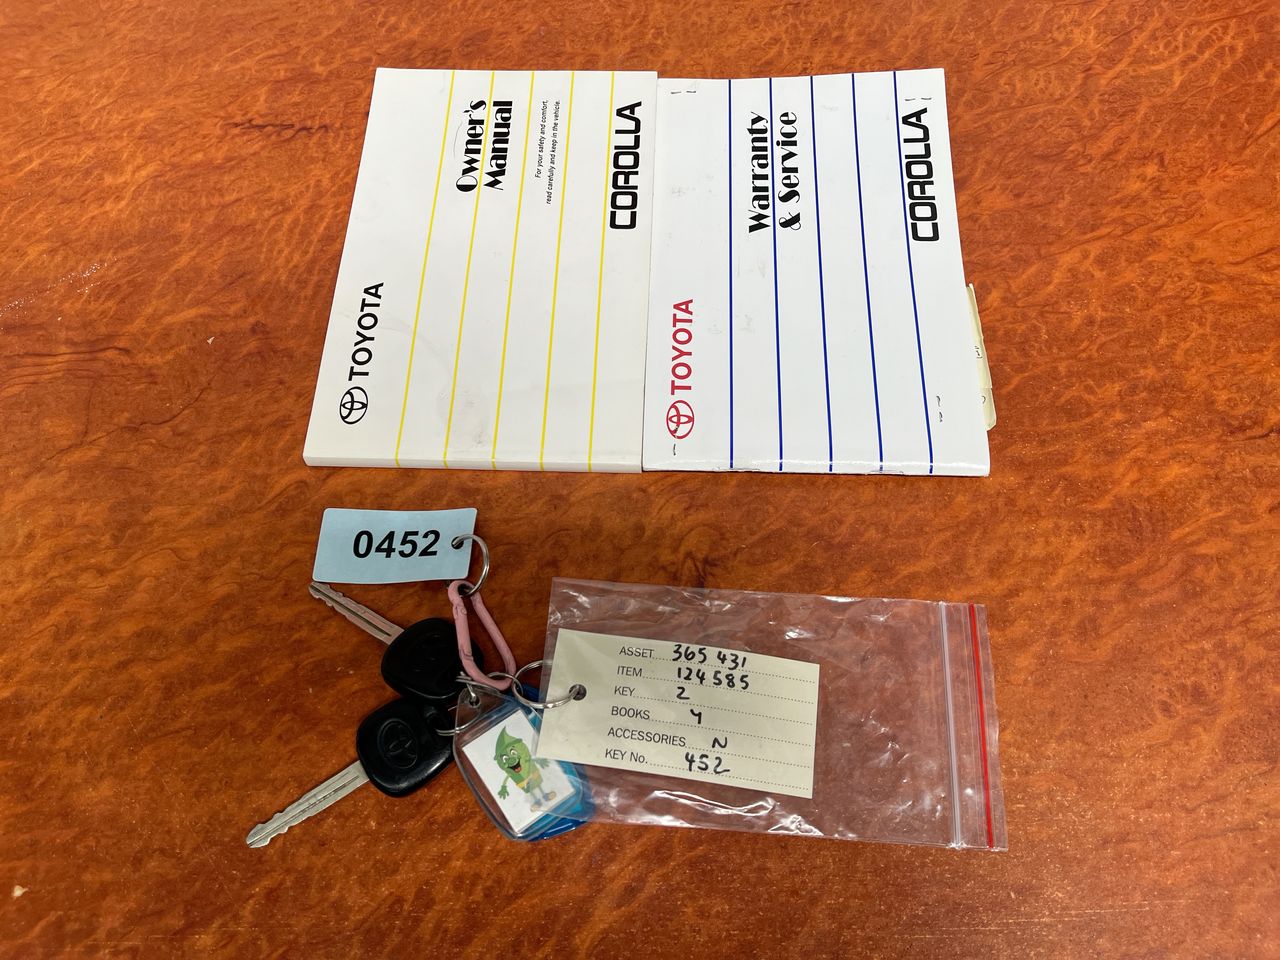 Owner's
Manual
For your safety and comfort,
read carefully and keep in the vehicle.
COROLLA
TOYOTA
Warranty
& Service
COROLLA
TOYOTA
0452
ASSET 365 431
ITEM 124585
KEY 2
BOOKS Y
ACCESSORIES N
KEY No. 452